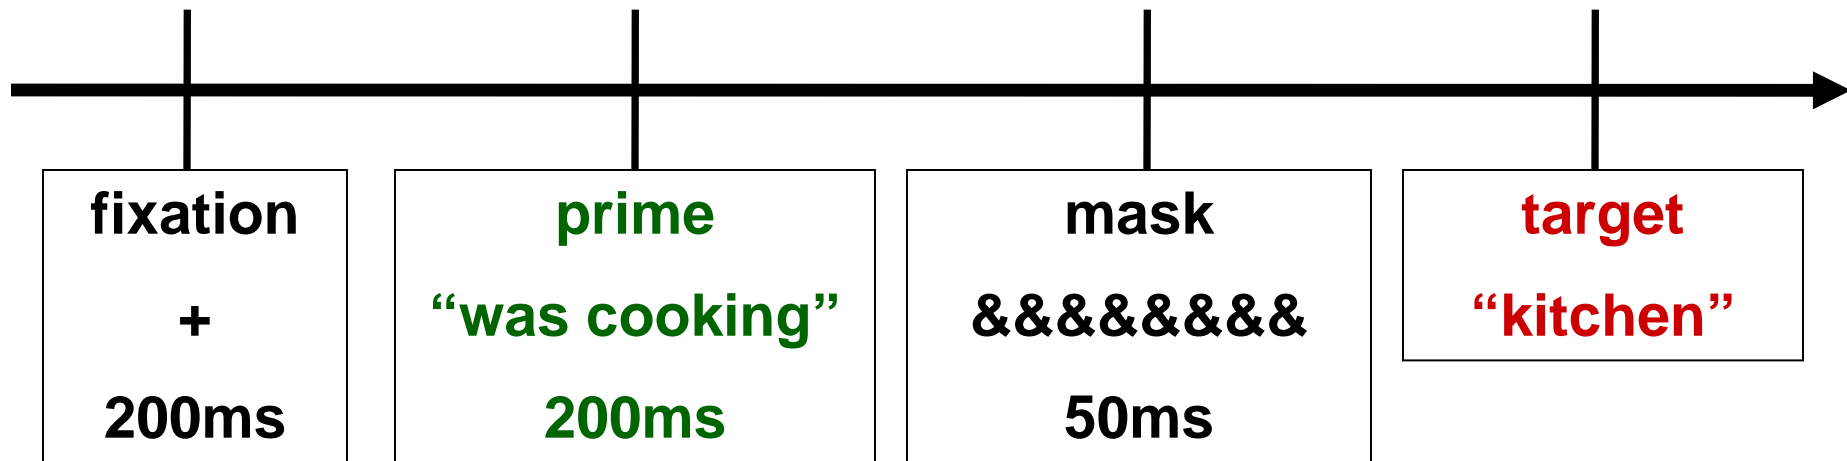 fixation
+
200ms
prime
“was cooking”
200ms
mask
&&&&&&&&
50ms
target
“kitchen”